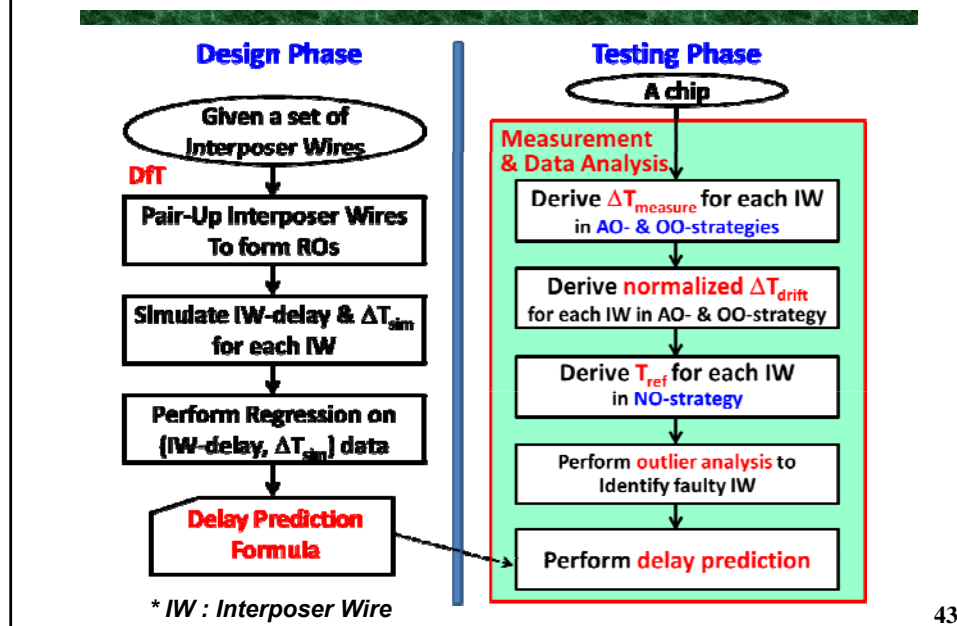 Design Phase
Given a set of
Interposer Wires
DfT
Pair-Up Interposer Wires
To form ROs
Simulate IW-delay & ΔTsim
for each IW
Perform Regression on
(IW-delay, ΔTsim) data
Delay Prediction
Formula
* IW : Interposer Wire
Testing Phase
A chip
Measurement
& Data Analysis
Derive ΔTmeasure for each IW
in AO- & OO-strategies
Derive normalized ΔTdrift
for each IW in AO- & OO-strategy
Derive Tref for each IW
in NO-strategy
Perform outlier analysis to
Identify faulty IW
Perform delay prediction
43